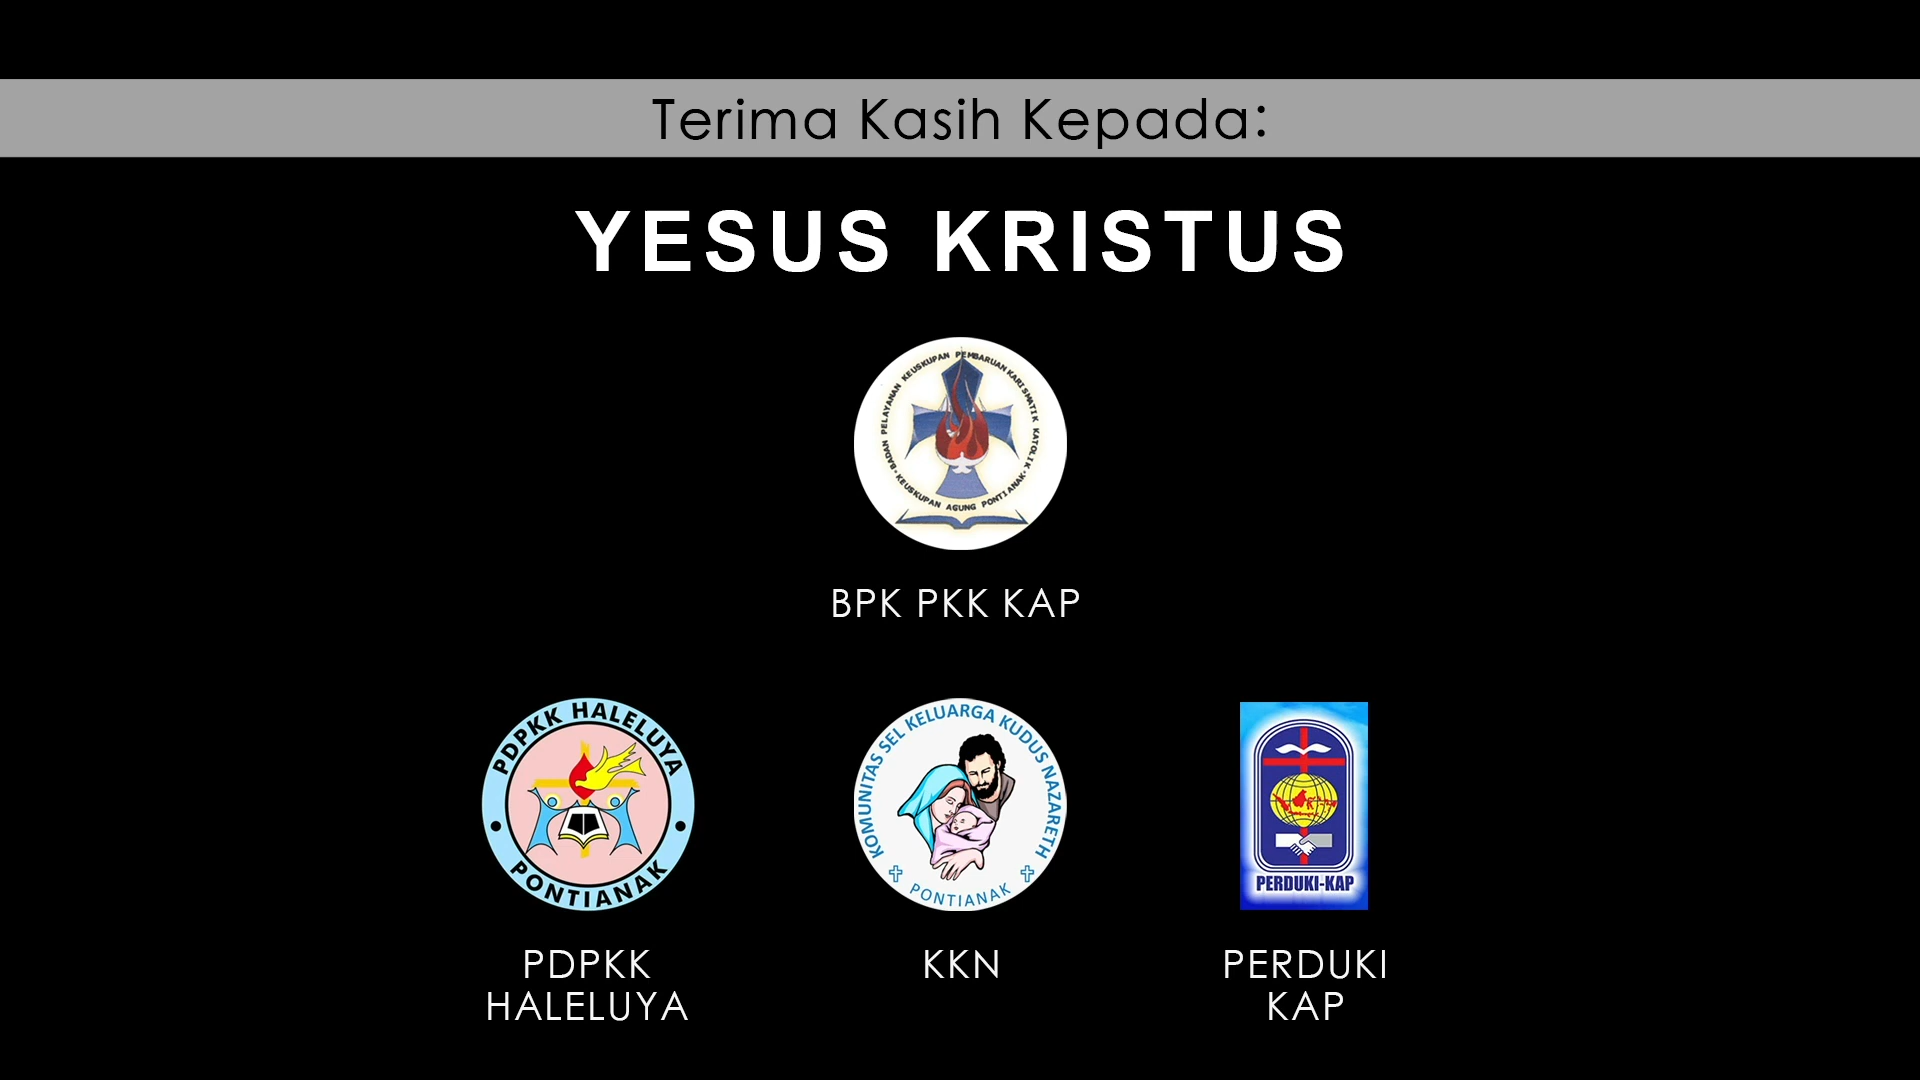 Terima Kasih Kepada:
YESUS KRISTUS
BADAN PELAYANAN KEUSKUPAN PEMBARUAN KARISMATIK KATOLIK
KEUSKUPAN AGUNG PONTIANAK
BPK PKK KAP
PDPKK HALELUYA
PONTIANAK
KOMUNITAS SEL KELUARGA KUDUS NAZARETH
PONTIANAK
PERDUKI-KAP
PDPKK
HALELUYA
KKN
PERDUKI
KAP